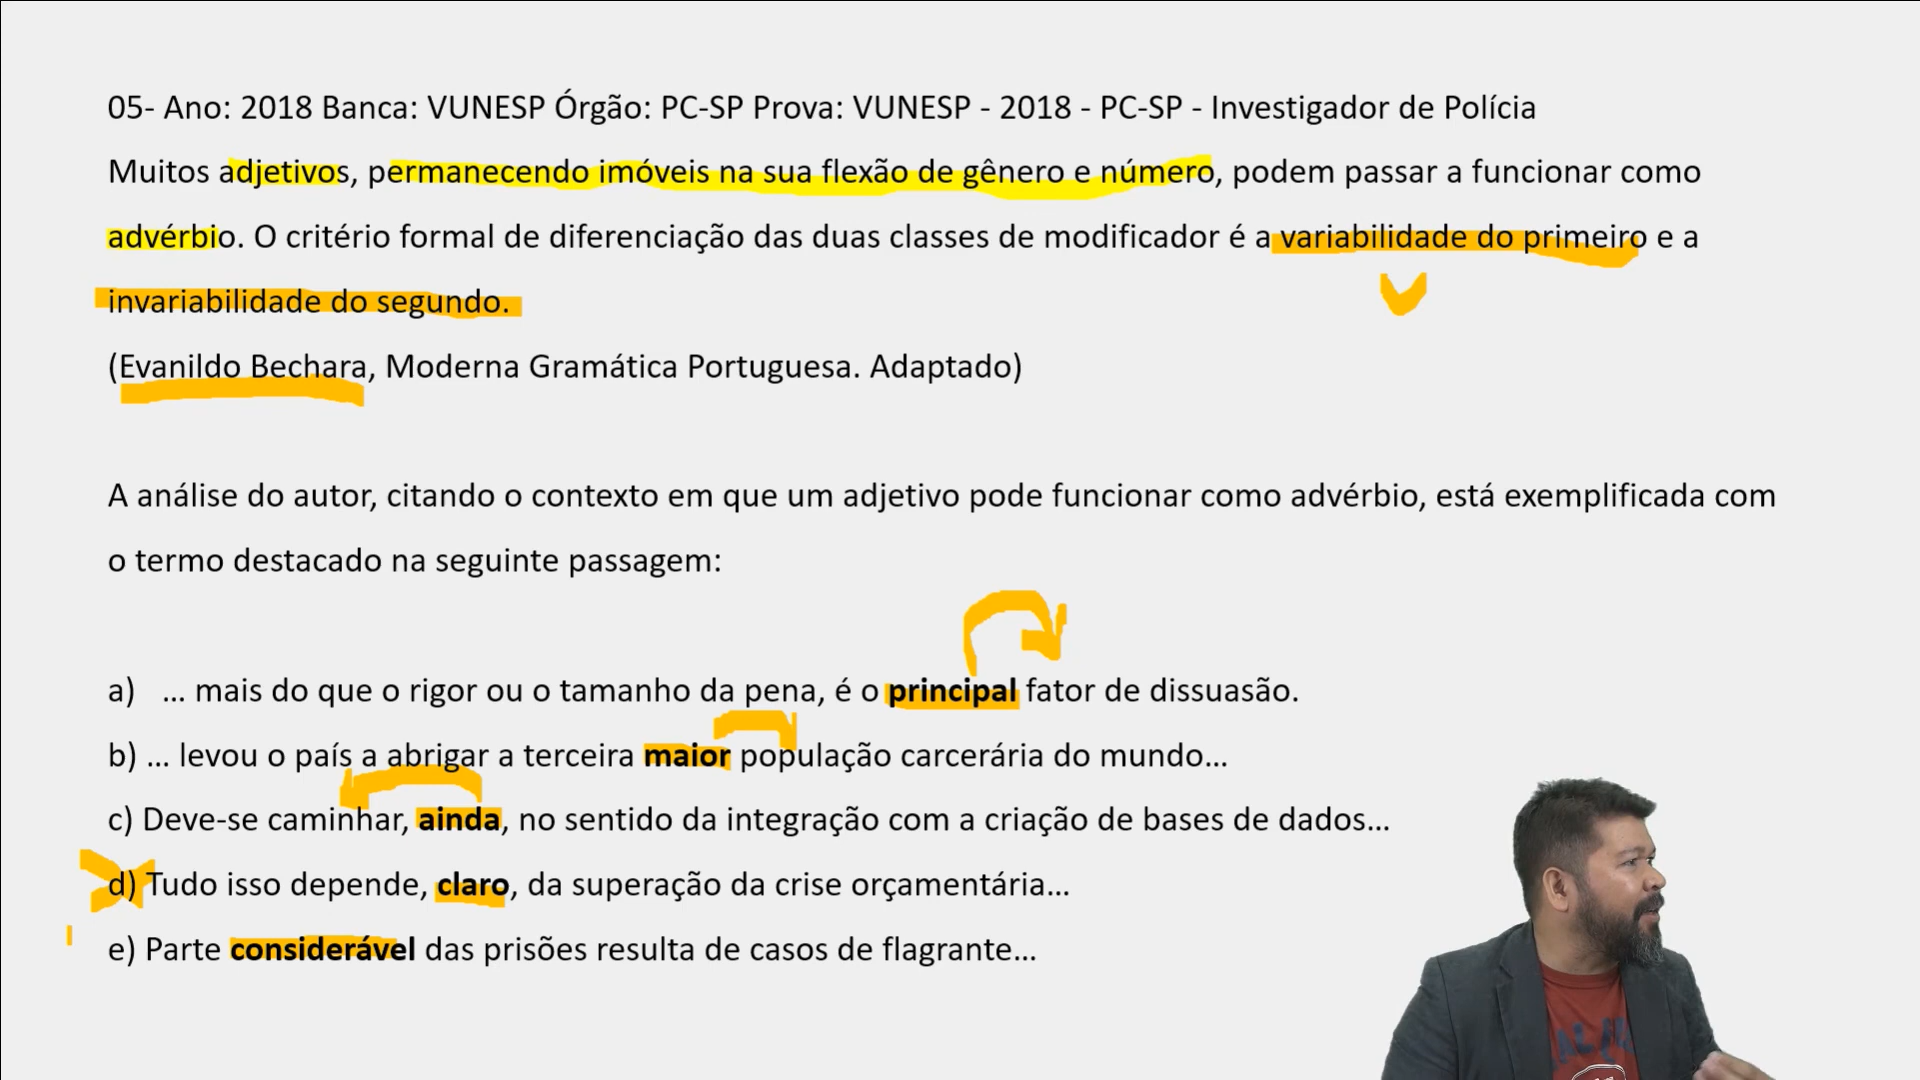 05- Ano: 2018 Banca: VUNESP Órgão: PC-SP Prova: VUNESP - 2018 - PC-SP - Investigador de Polícia
Muitos adjetivos, permanecendo imóveis na sua flexão de gênero e número, podem passar a funcionar como
advérbio. O critério formal de diferenciação das duas classes de modificador é a variabilidade do primeiro e a
invariabilidade do segundo.
(Evanildo Bechara, Moderna Gramática Portuguesa. Adaptado)
A análise do autor, citando o contexto em que um adjetivo pode funcionar como advérbio, está exemplificada com
o termo destacado na seguinte passagem:
a) ... mais do que o rigor ou o tamanho da pena, é o principal fator de dissuasão.
b) ... levou o país a abrigar a terceira maior população carcerária do mundo...
c) Deve-se caminhar, ainda, no sentido da integração com a criação de bases de dados...
d) Tudo isso depende, claro, da superação da crise orçamentária...
e) Parte considerável das prisões resulta de casos de flagrante...